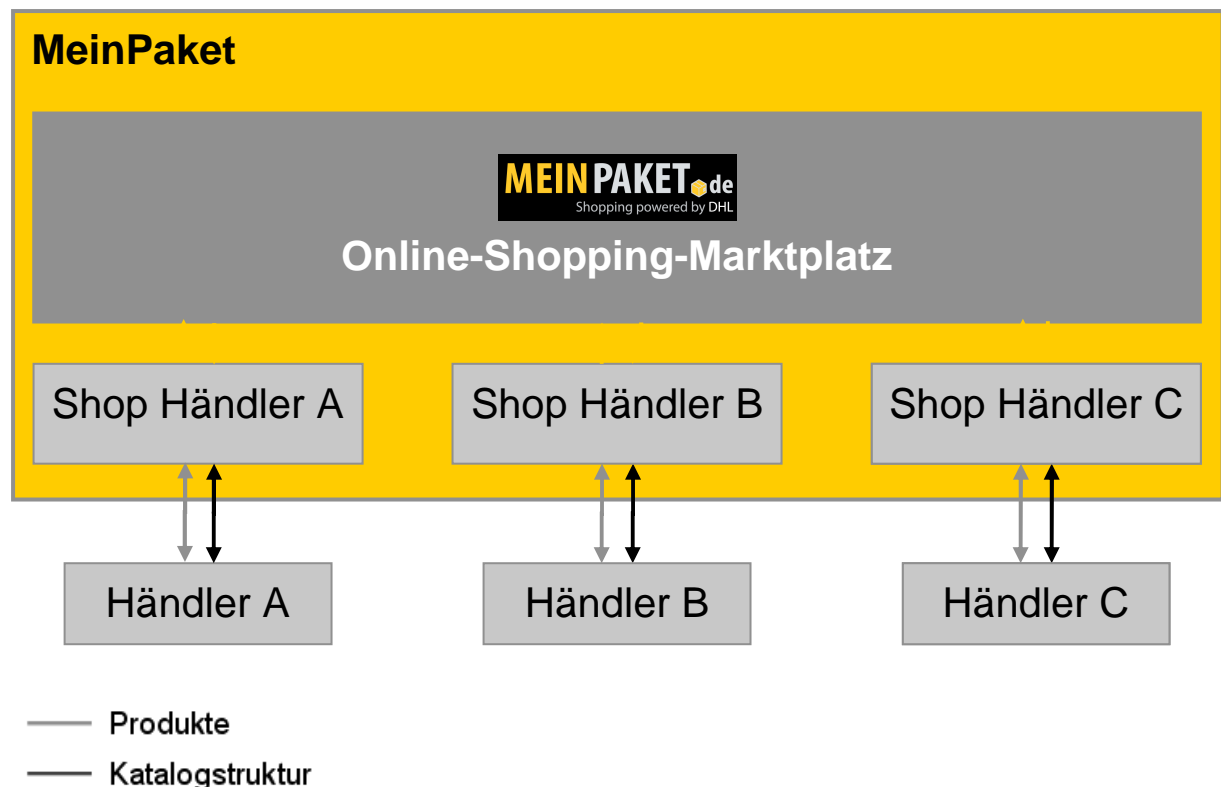 MeinPaket
MEINPAKET.de
Shopping powered by DHL
Online-Shopping-Marktplatz
Shop Händler A
Shop Händler B
Shop Händler C
Händler A
Händler B
Händler C
Produkte
Katalogstruktur